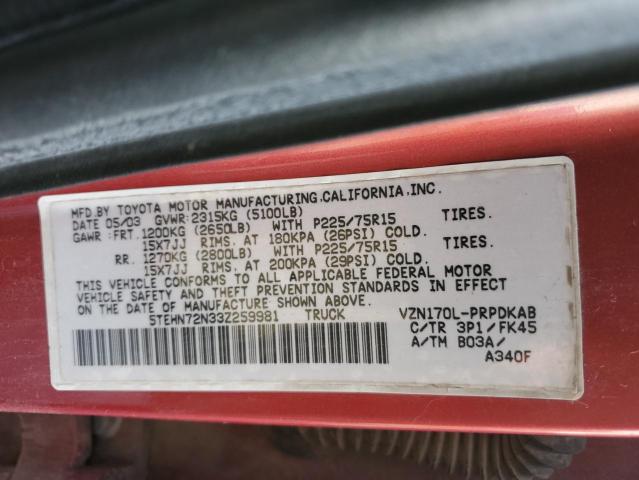 MFD.BY TOYOTA MOTOR MANUFACTURING.CALIFORNIA,INC.
DATE 05/03 GVWR:2315KG (5100LB)
GAWR:FRT.1200KG (2650LB) WITH P225/75R15 TIRES.
15X7JJ RIMS. AT 180KPA (26PSI) COLD.
RR. 1270KG (2800LB) WITH P225/75R15 TIRES.
15X7JJ RIMS. AT 200KPA (29PSI) COLD.
THIS VEHICLE CONFORMS TO ALL APPLICABLE FEDERAL MOTOR
VEHICLE SAFETY AND THEFT PREVENTION STANDARDS IN EFFECT
ON THE DATE OF MANUFACTURE SHOWN ABOVE.
5TEHN72N33Z259981 TRUCK VZN170L-PRPDKAB
C/TR 3P1/FK45
A/TM B03A/
A340F